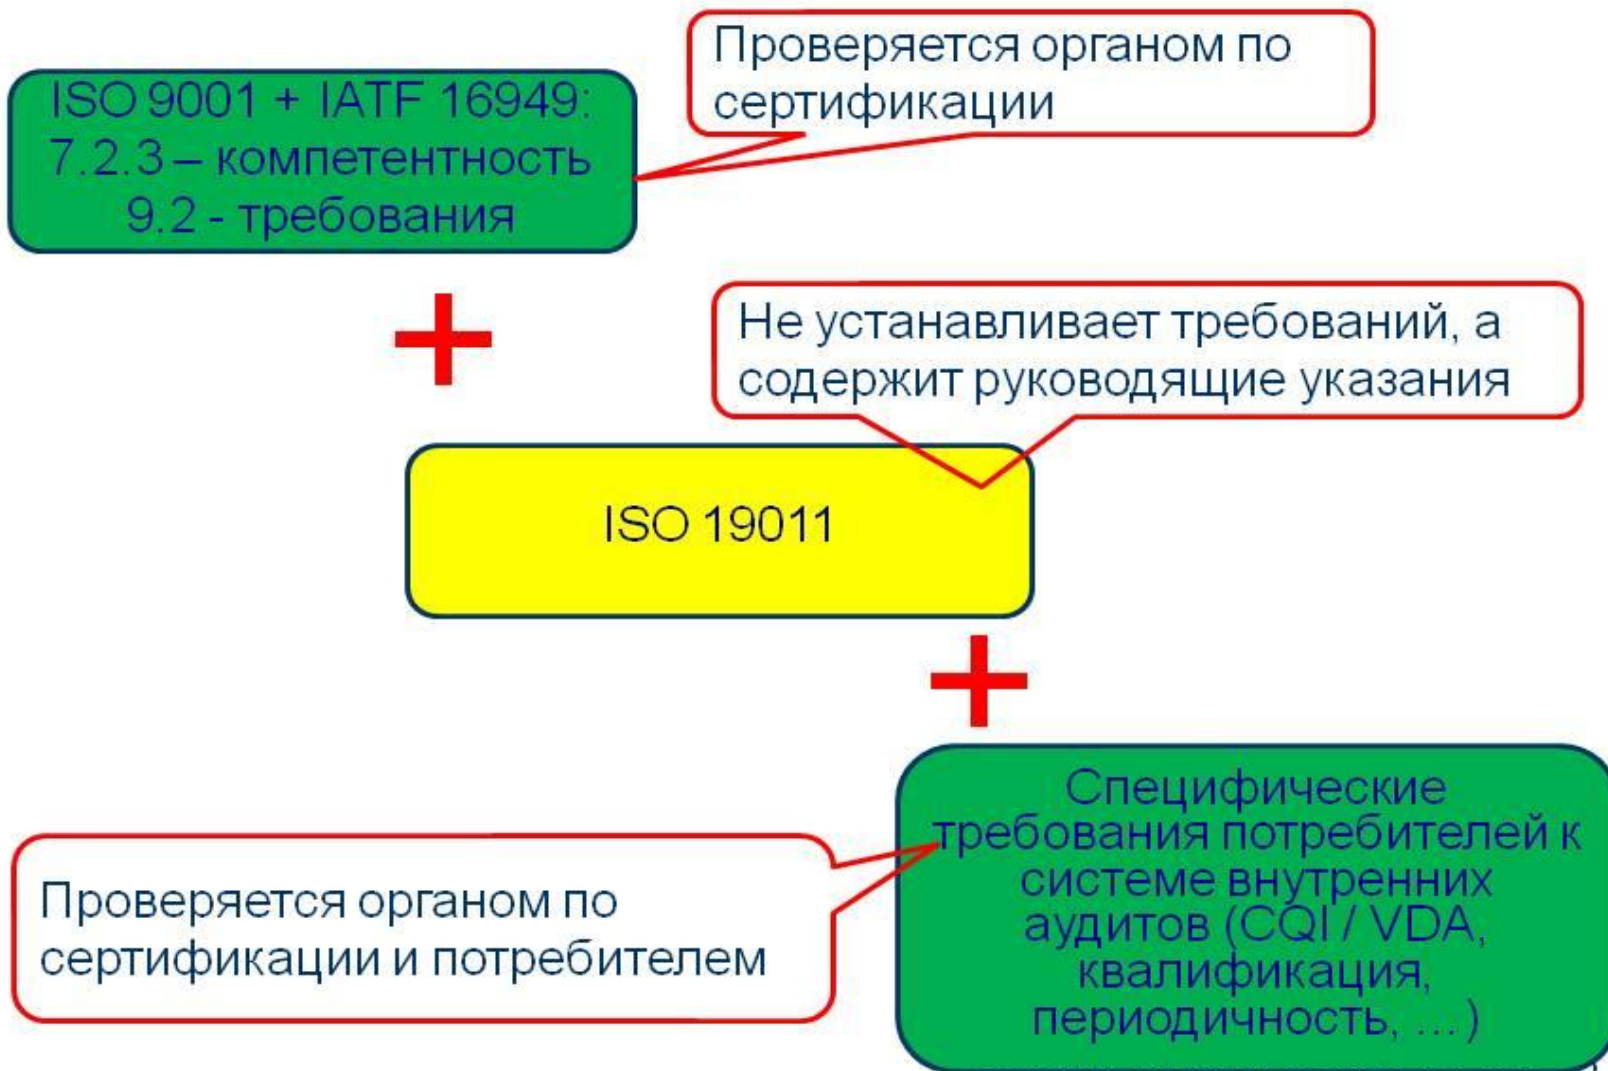 Проверяется органом по
сертификации
ISO 9001 + IATF 16949:
7.2.3 – компетентность
9.2 - требования
Не устанавливает требований, а
содержит руководящие указания
ISO 19011
Специфические
требования потребителей к
системе внутренних
аудитов (CQI / VDA,
квалификация,
периодичность, ...)
Проверяется органом по
сертификации и потребителем